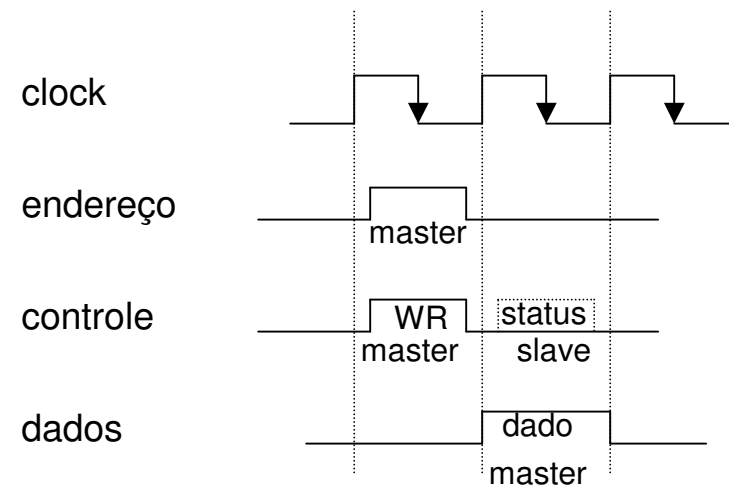 clock
endereço
master
controle
WR
status
master
slave
dados
dado
master